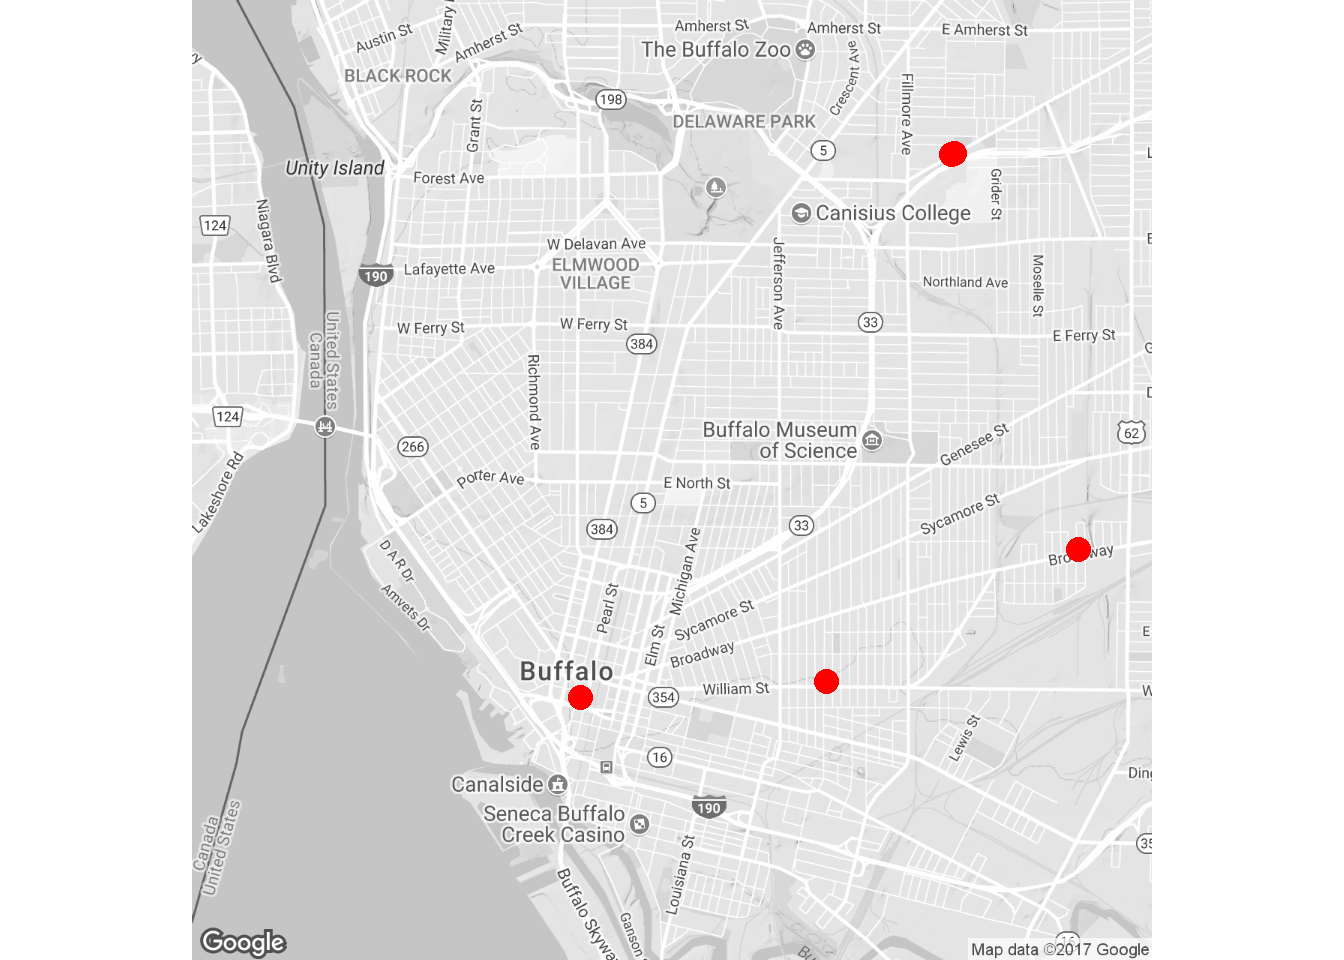 Austin St
Military
Amherst St
Amherst St
Amherst St
E Amherst St
The Buffalo Zoo
BLACK ROCK
Crescent Ave
Fillmore Ave
198
Grant St
DELAWARE PARK
5
Unity Island
Forest Ave
Grider St
Niagara Blvd
124
Canisius College
W Delavan Ave
Jefferson Ave
190
Lafayette Ave
ELMWOOD
VILLAGE
Northland Ave
Moselle St
United States
Canada
W Ferry St
W Ferry St
33
384
E Ferry St
Richmond Ave
124
266
Buffalo Museum
of Science
Genesee St
62
Lakeshore Rd
Porter Ave
E North St
5
Sycamore St
384
33
Michigan Ave
D A R Dr
Broadway
Amvets Dr
Pearl St
Sycamore St
Elm St
Broadway
E
Buffalo
354
William St
W
Lewis St
16
Canalside
190
Seneca Buffalo
Creek Casino
Canada
United States
Louisiana St
Buffalo Skyway
Ganson
Google
Map data ©2017 Google